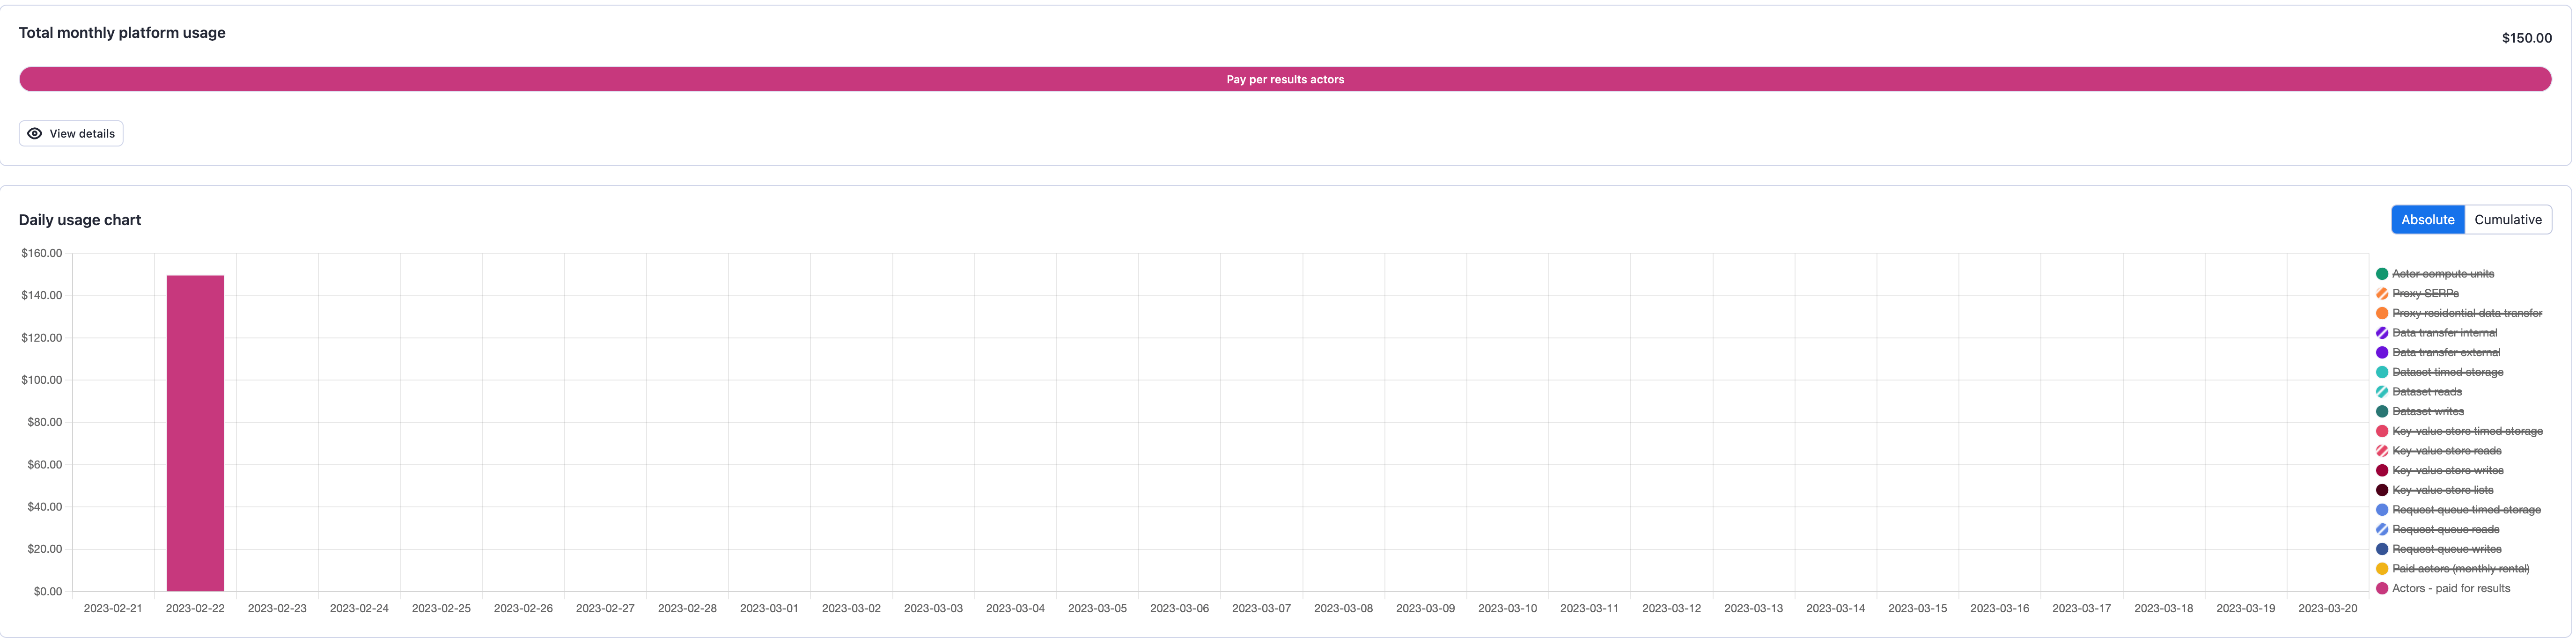 Total monthly platform usage
$150.00
Pay per results actors
View details
Daily usage chart
Absolute
Cumulative
$160.00
$140.00
$120.00
$100.00
$80.00
$60.00
$40.00
$20.00
$0.00
2023-02-21
2023-02-22
2023-02-23
2023-02-24
2023-02-25
2023-02-26
2023-02-27
2023-02-28
2023-03-01
2023-03-02
2023-03-03
2023-03-04
2023-03-05
2023-03-06
2023-03-07
2023-03-08
2023-03-09
2023-03-10
2023-03-11
2023-03-12
2023-03-13
2023-03-14
2023-03-15
2023-03-16
2023-03-17
2023-03-18
2023-03-19
2023-03-20
Actor compute units
Proxy SERPs
Proxy residential data transfer
Data transfer internal
Data transfer external
Dataset timed storage
Dataset reads
Dataset writes
Key-value store timed storage
Key-value store reads
Key-value store writes
Key-value store lists
Request queue timed storage
Request queue reads
Request queue writes
Paid actors (monthly rental)
Actors - paid for results